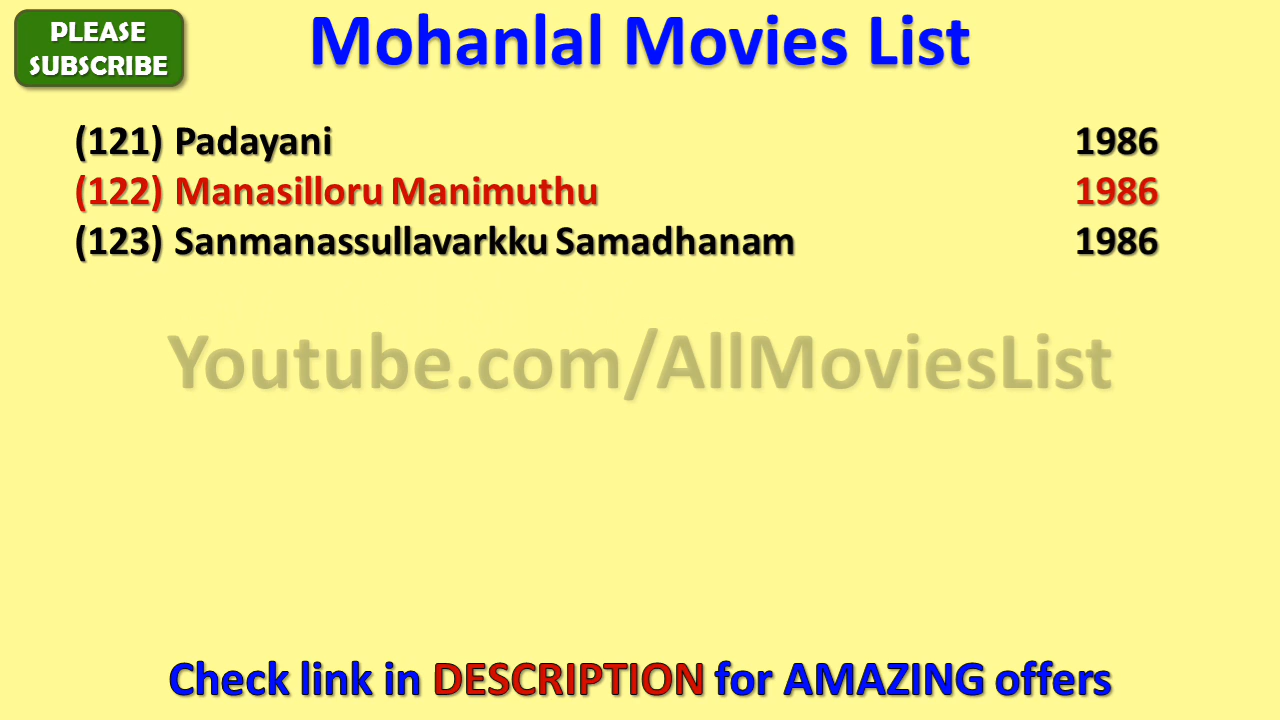 PLEASE
SUBSCRIBE
Mohanlal Movies List
(121) Padayani 1986
(122) Manasilloru Manimuthu 1986
(123) Sanmanassullavarkku Samadhanam 1986
Youtube.com/AllMoviesList
Check link in DESCRIPTION for AMAZING offers